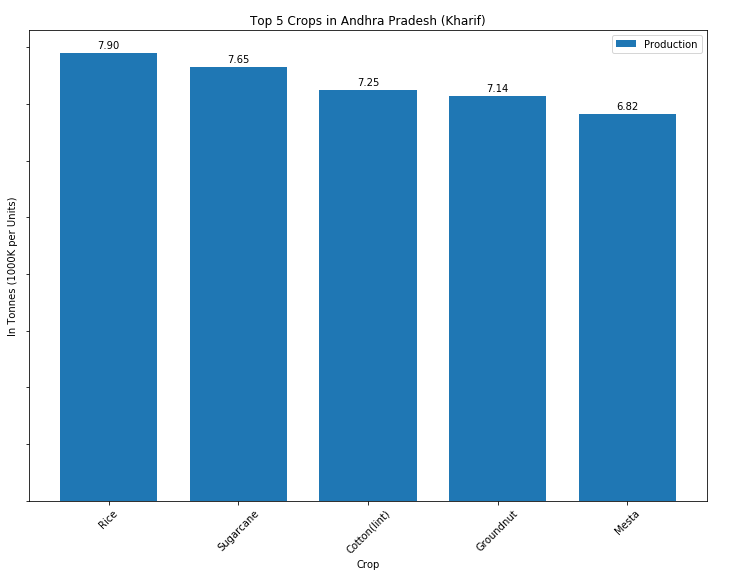 Top 5 Crops in Andhra Pradesh (Kharif)
Production
7.90
7.65
7.25
7.14
6.82
In Tonnes (1000K per Units)
Rice
Sugarcane
Cotton(lint)
Groundnut
Mesta
Crop